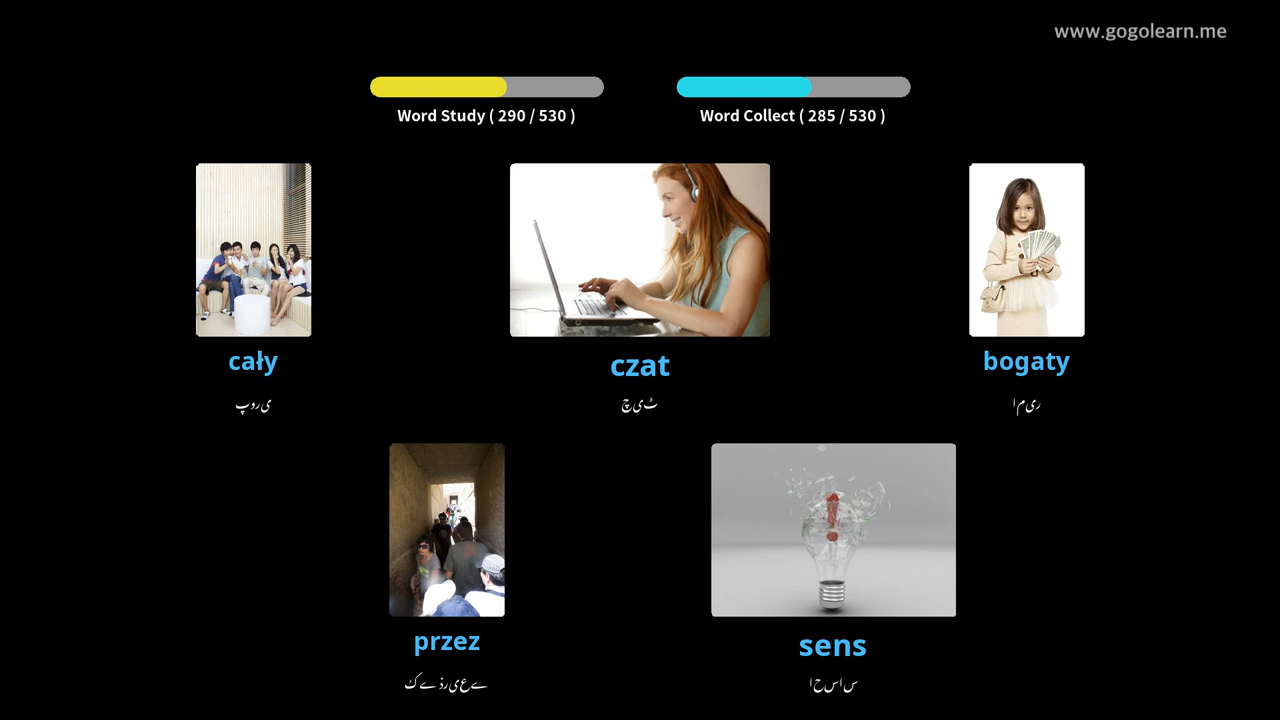 www.gogolearn.me
Word Study ( 290 / 530 )
Word Collect ( 285 / 530 )
cały
czat
bogaty
پوری
چیٹ
امیر
przez
sens
کے ذریعے
احساس